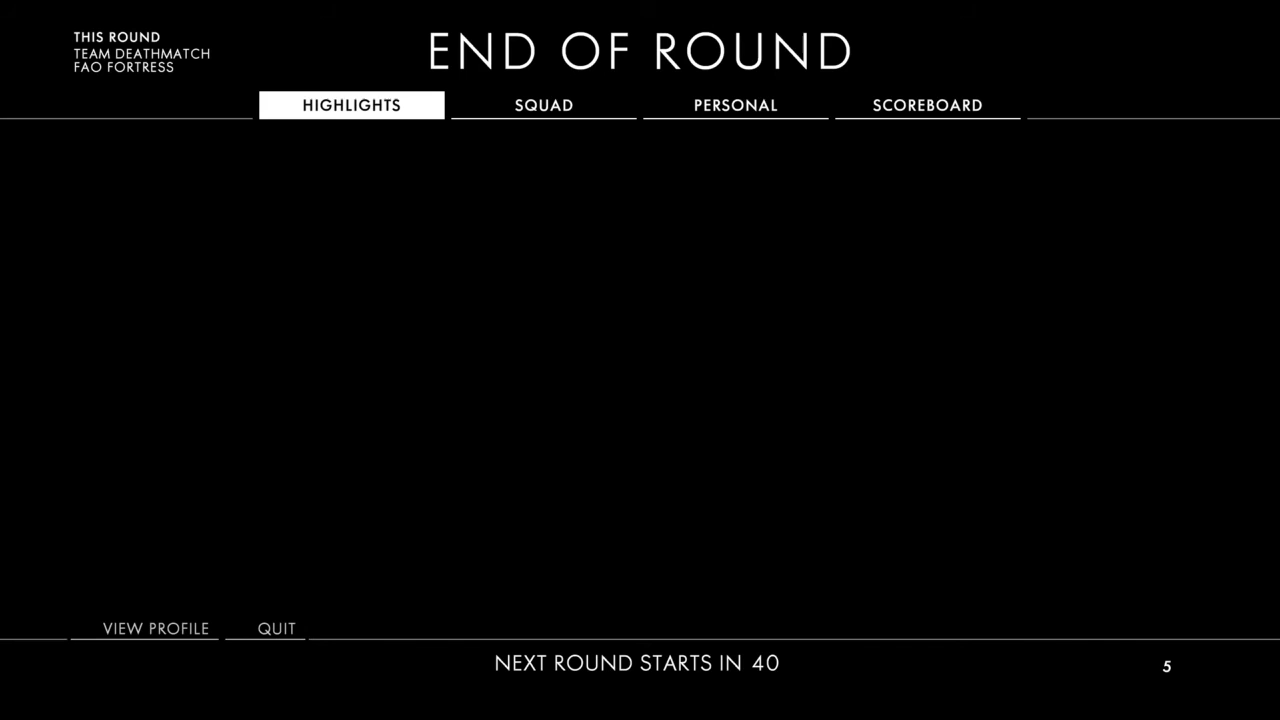 THIS ROUND
TEAM DEATHMATCH
FAO FORTRESS
END OF ROUND
HIGHLIGHTS
SQUAD
PERSONAL
SCOREBOARD
VIEW PROFILE
QUIT
NEXT ROUND STARTS IN 40
5